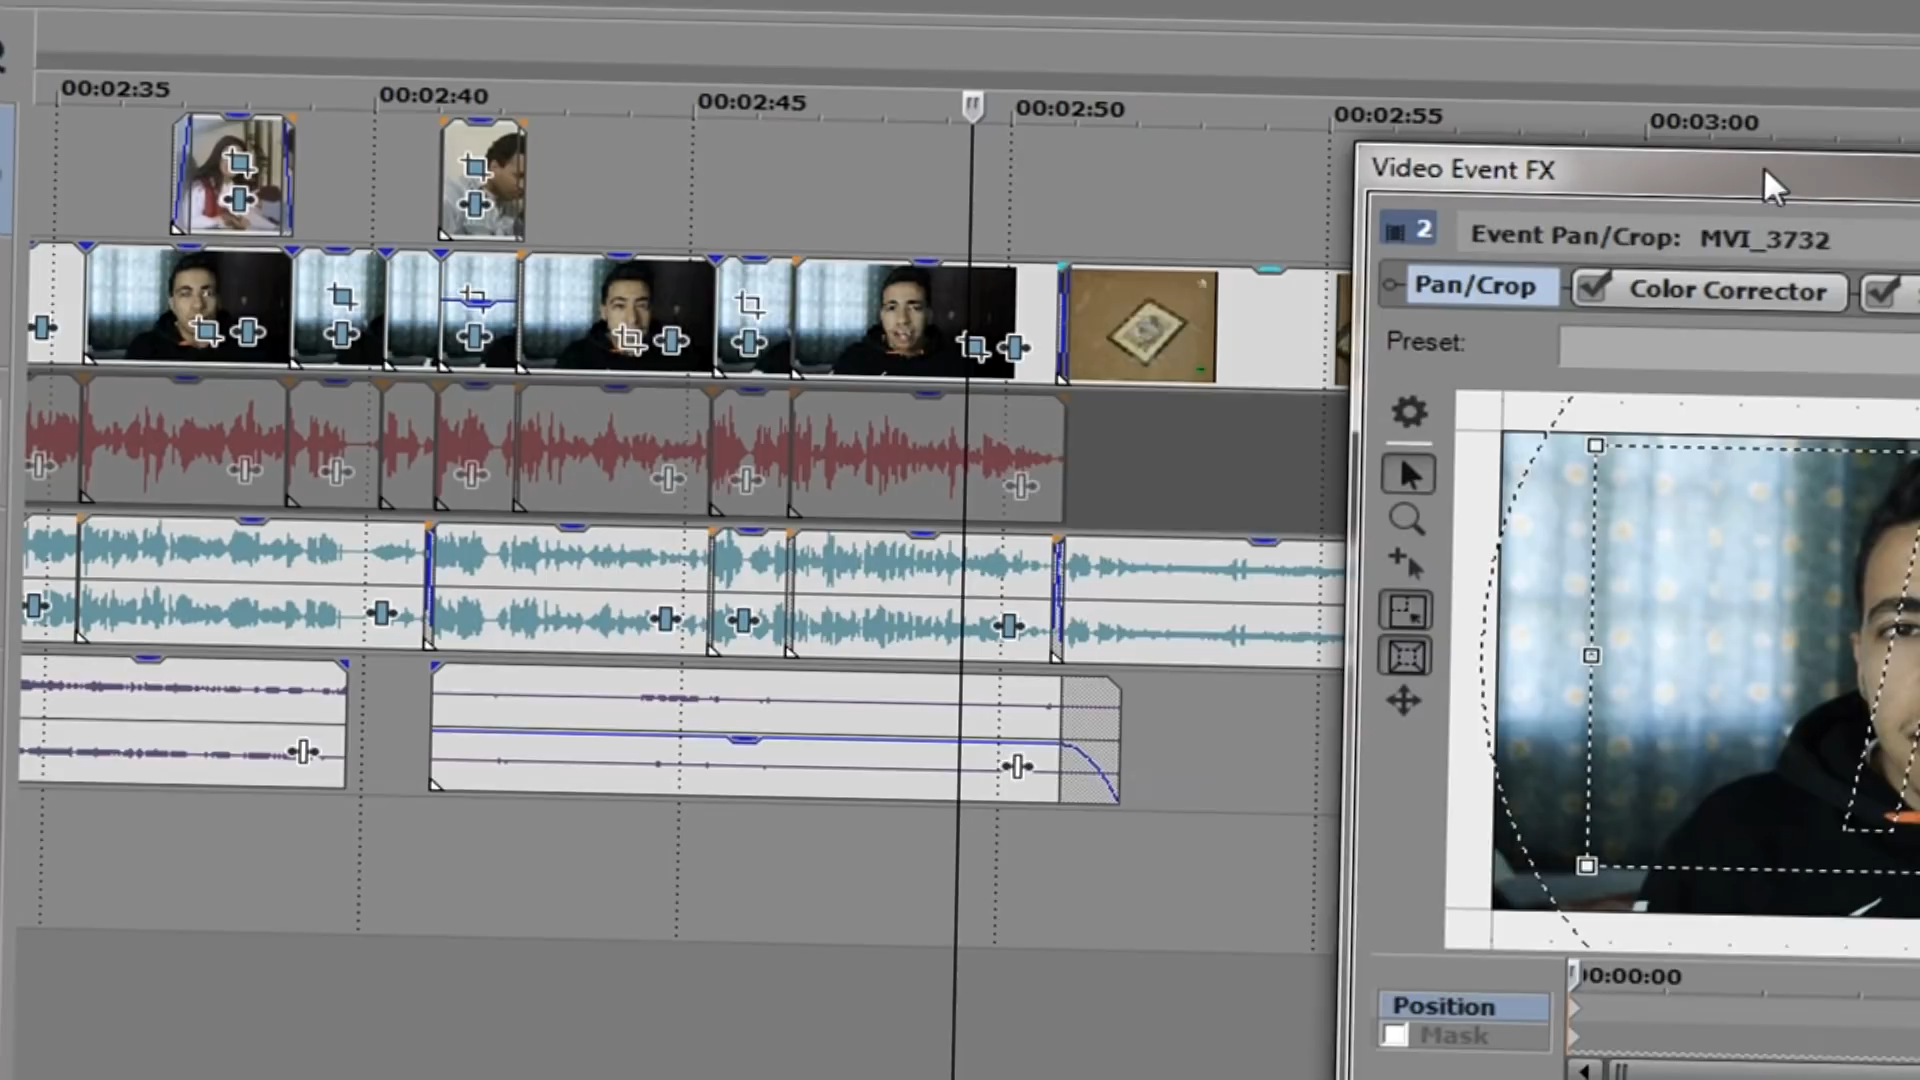 00:02:35 00:02:40 00:02:45 00:02:50 00:02:55 00:03:00
Video Event FX
2 Event Pan/Crop: MVI_3732
Pan/Crop Color Corrector
Preset:
00:00:00
Position
Mask